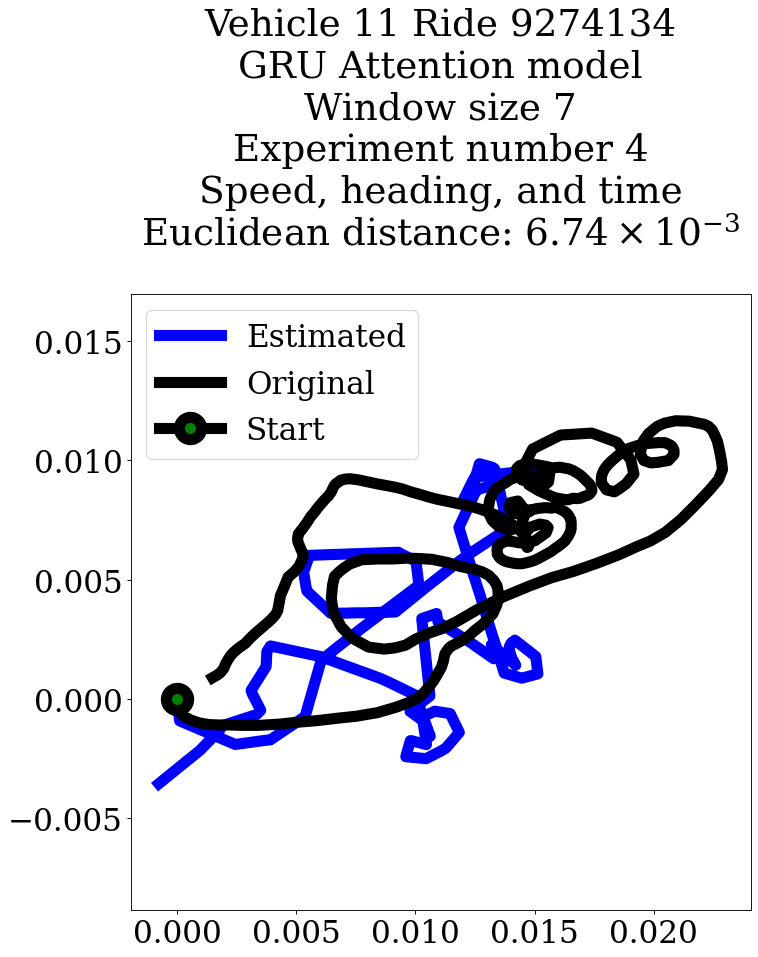 Vehicle 11 Ride 9274134
GRU Attention model
Window size 7
Experiment number 4
Speed, heading, and time
Euclidean distance: 6.74 × 10⁻³
Estimated
Original
Start
0.015
0.010
0.005
0.000
−0.005
0.000 0.005 0.010 0.015 0.020